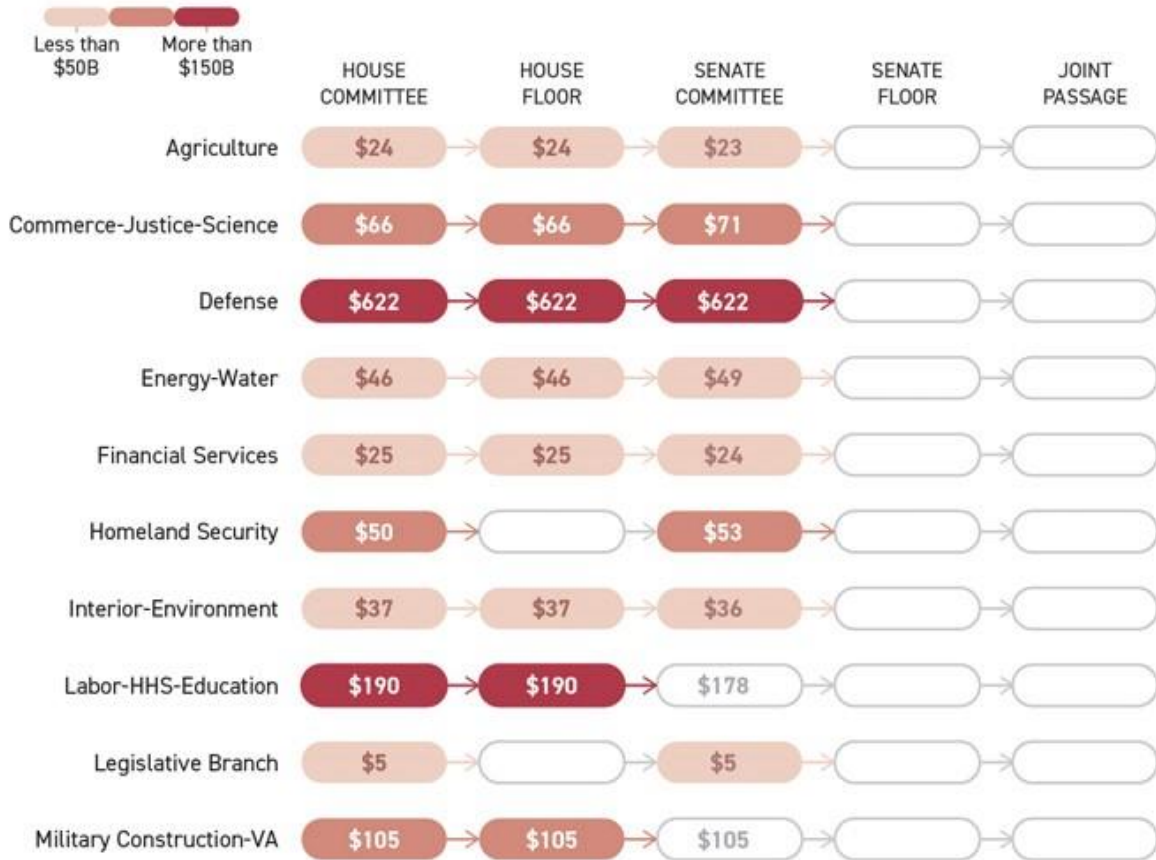 Less than
$50B
More than
$150B
HOUSE
COMMITTEE
HOUSE
FLOOR
SENATE
COMMITTEE
SENATE
FLOOR
JOINT
PASSAGE
Agriculture $24 $24 $23
Commerce-Justice-Science $66 $66 $71
Defense $622 $622 $622
Energy-Water $46 $46 $49
Financial Services $25 $25 $24
Homeland Security $50 $53
Interior-Environment $37 $37 $36
Labor-HHS-Education $190 $190 $178
Legislative Branch $5 $5
Military Construction-VA $105 $105 $105